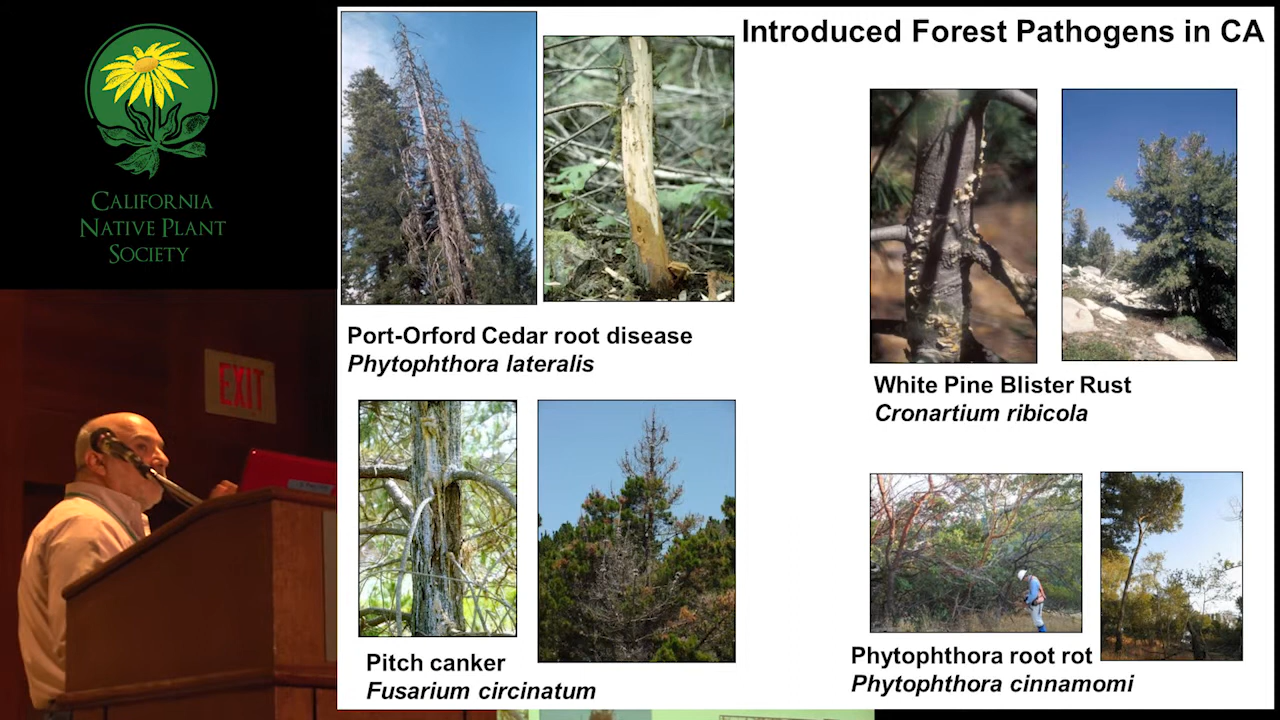 CALIFORNIA
NATIVE PLANT
SOCIETY
EXIT
Introduced Forest Pathogens in CA
Port-Orford Cedar root disease
Phytophthora lateralis
White Pine Blister Rust
Cronartium ribicola
Pitch canker
Fusarium circinatum
Phytophthora root rot
Phytophthora cinnamomi